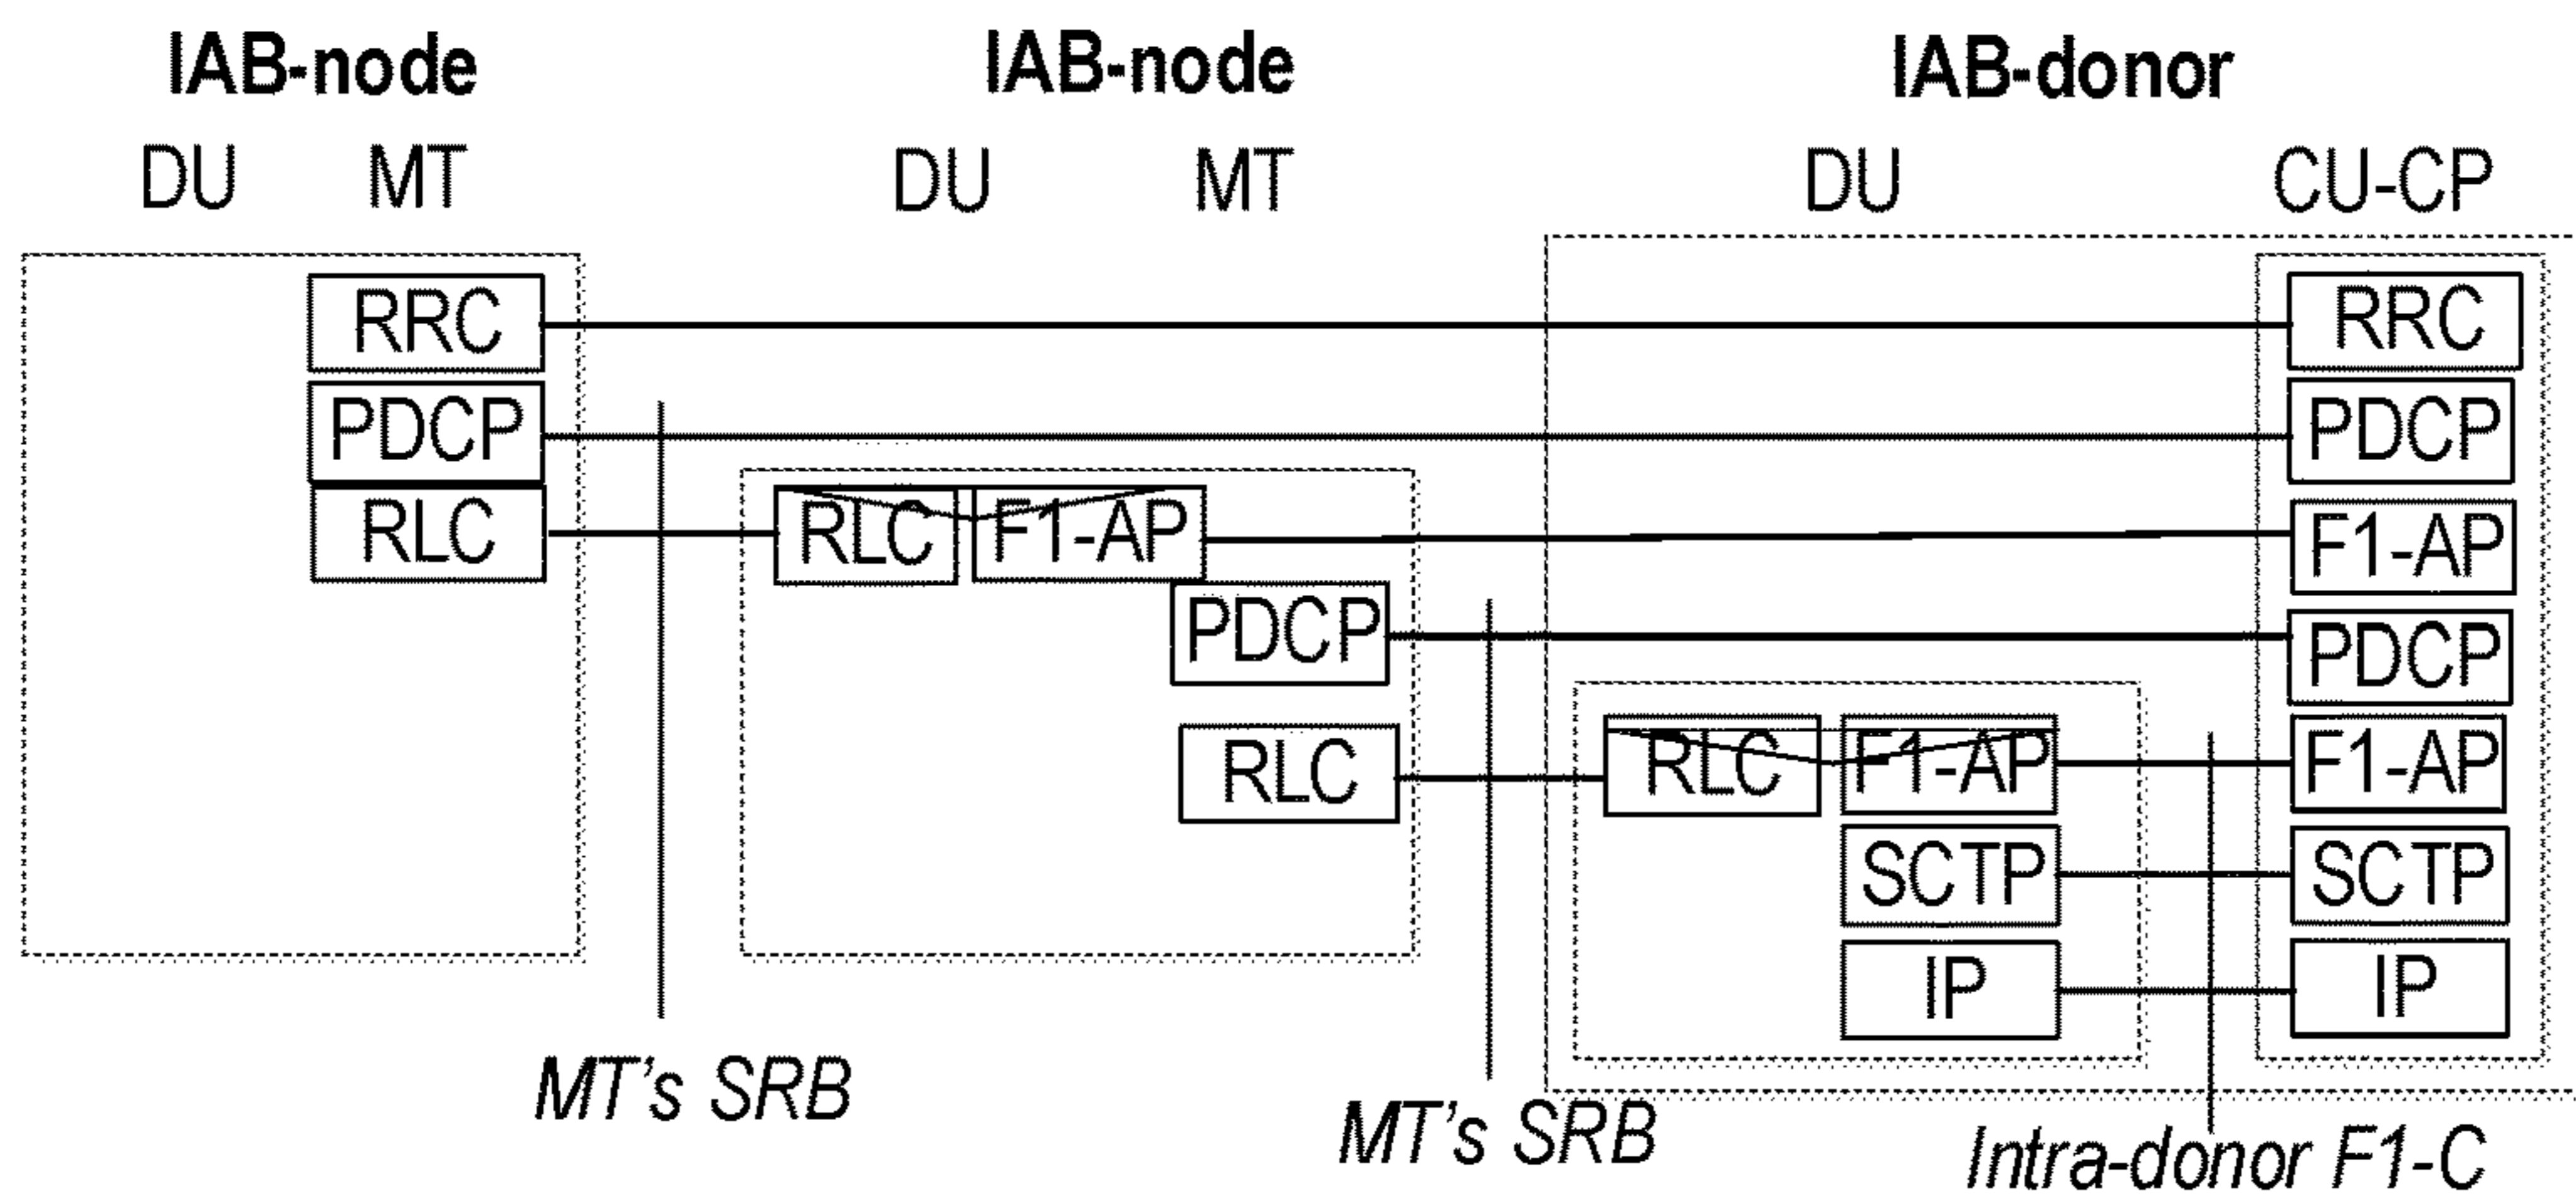 IAB-node IAB-node IAB-donor
DU MT DU MT DU CU-CP
RRC RRC
PDCP PDCP
RLC RLC F1-AP F1-AP
PDCP PDCP
RLC RLC F1-AP F1-AP
SCTP SCTP
IP IP
MT's SRB
MT's SRB
Intra-donor F1-C